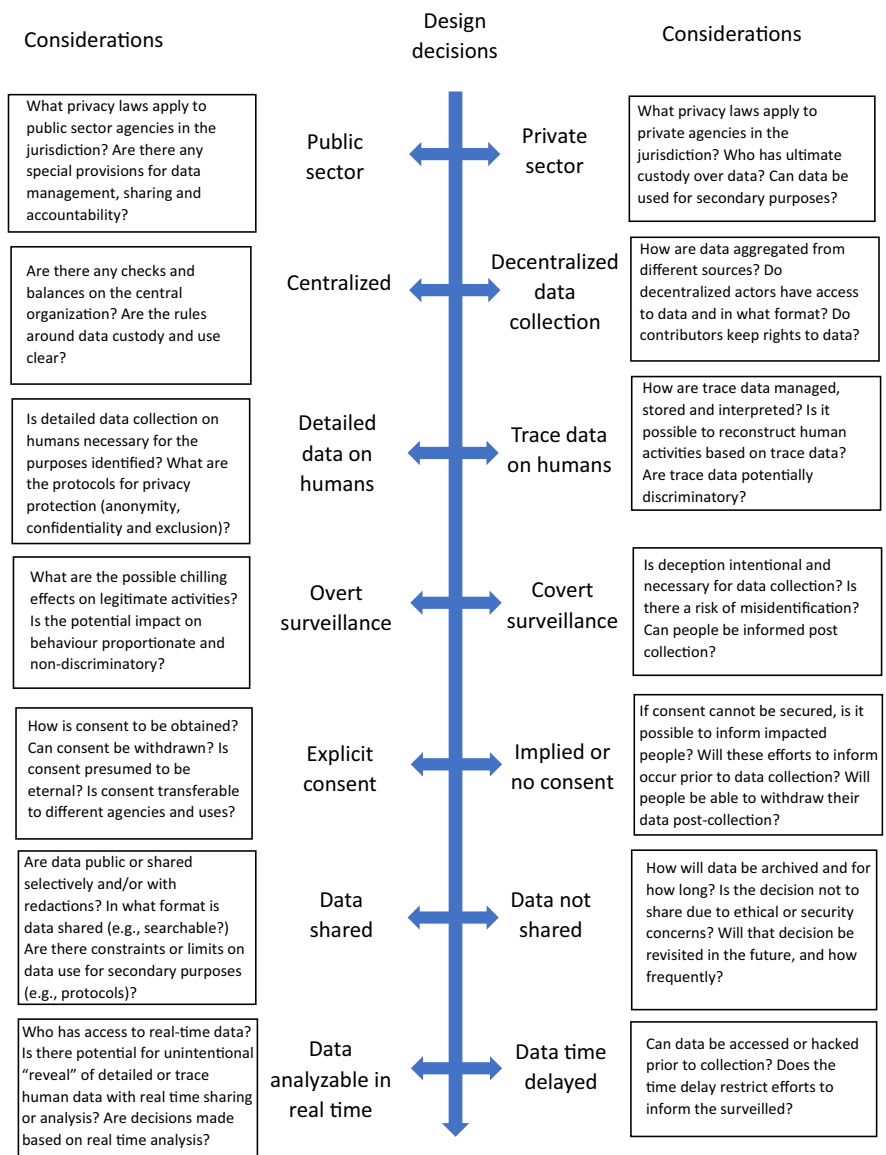 Considerations
Design
decisions
Considerations
What privacy laws apply to
public sector agencies in the
jurisdiction? Are there any
special provisions for data
management, sharing and
accountability?
Public
sector
Private
sector
What privacy laws apply to
private agencies in the
jurisdiction? Who has ultimate
custody over data? Can data be
used for secondary purposes?
Are there any checks and
balances on the central
organization? Are the rules
around data custody and use
clear?
Centralized
Decentralized
data
collection
How are data aggregated from
different sources? Do
decentralized actors have access
to data and in what format? Do
contributors keep rights to data?
Is detailed data collection on
humans necessary for the
purposes identified? What are
the protocols for privacy
protection (anonymity,
confidentiality and exclusion)?
Detailed
data on
humans
Trace data
on humans
How are trace data managed,
stored and interpreted? Is it
possible to reconstruct human
activities based on trace data?
Are trace data potentially
discriminatory?
What are the possible chilling
effects on legitimate activities?
Is the potential impact on
behaviour proportionate and
non-discriminatory?
Overt
surveillance
Covert
surveillance
Is deception intentional and
necessary for data collection? Is
there a risk of misidentification?
Can people be informed post
collection?
How is consent to be obtained?
Can consent be withdrawn? Is
consent presumed to be
eternal? Is consent transferable
to different agencies and uses?
Explicit
consent
Implied or
no consent
If consent cannot be secured, is it
possible to inform impacted
people? Will these efforts to inform
occur prior to data collection? Will
people be able to withdraw their
data post-collection?
Are data public or shared
selectively and/or with
redactions? In what format is
data shared (e.g., searchable?)
Are there constraints or limits on
data use for secondary purposes
(e.g., protocols)?
Data
shared
Data not
shared
How will data be archived and for
how long? Is the decision not to
share due to ethical or security
concerns? Will that decision be
revisited in the future, and how
frequently?
Who has access to real-time data?
Is there potential for unintentional
“reveal” of detailed or trace
human data with real time sharing
or analysis? Are decisions made
based on real time analysis?
Data
analyzable in
real time
Data time
delayed
Can data be accessed or hacked
prior to collection? Does the
time delay restrict efforts to
inform the surveilled?